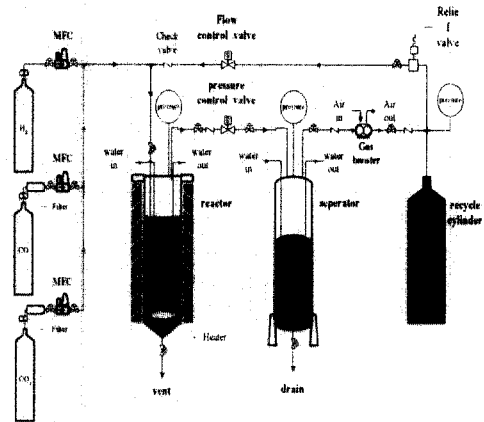 MFC
Check
valve
Flow
control valve
Relie
f
valve
H₂
pressure
pressure
control valve
pressure
Air
in
Air
out
pressure
Gas
booster
MFC
water
in
water
out
water
in
water
out
reactor
seperator
recycle
cylinder
Filter
CO
MFC
Filter
Heater
CO₂
vent
drain